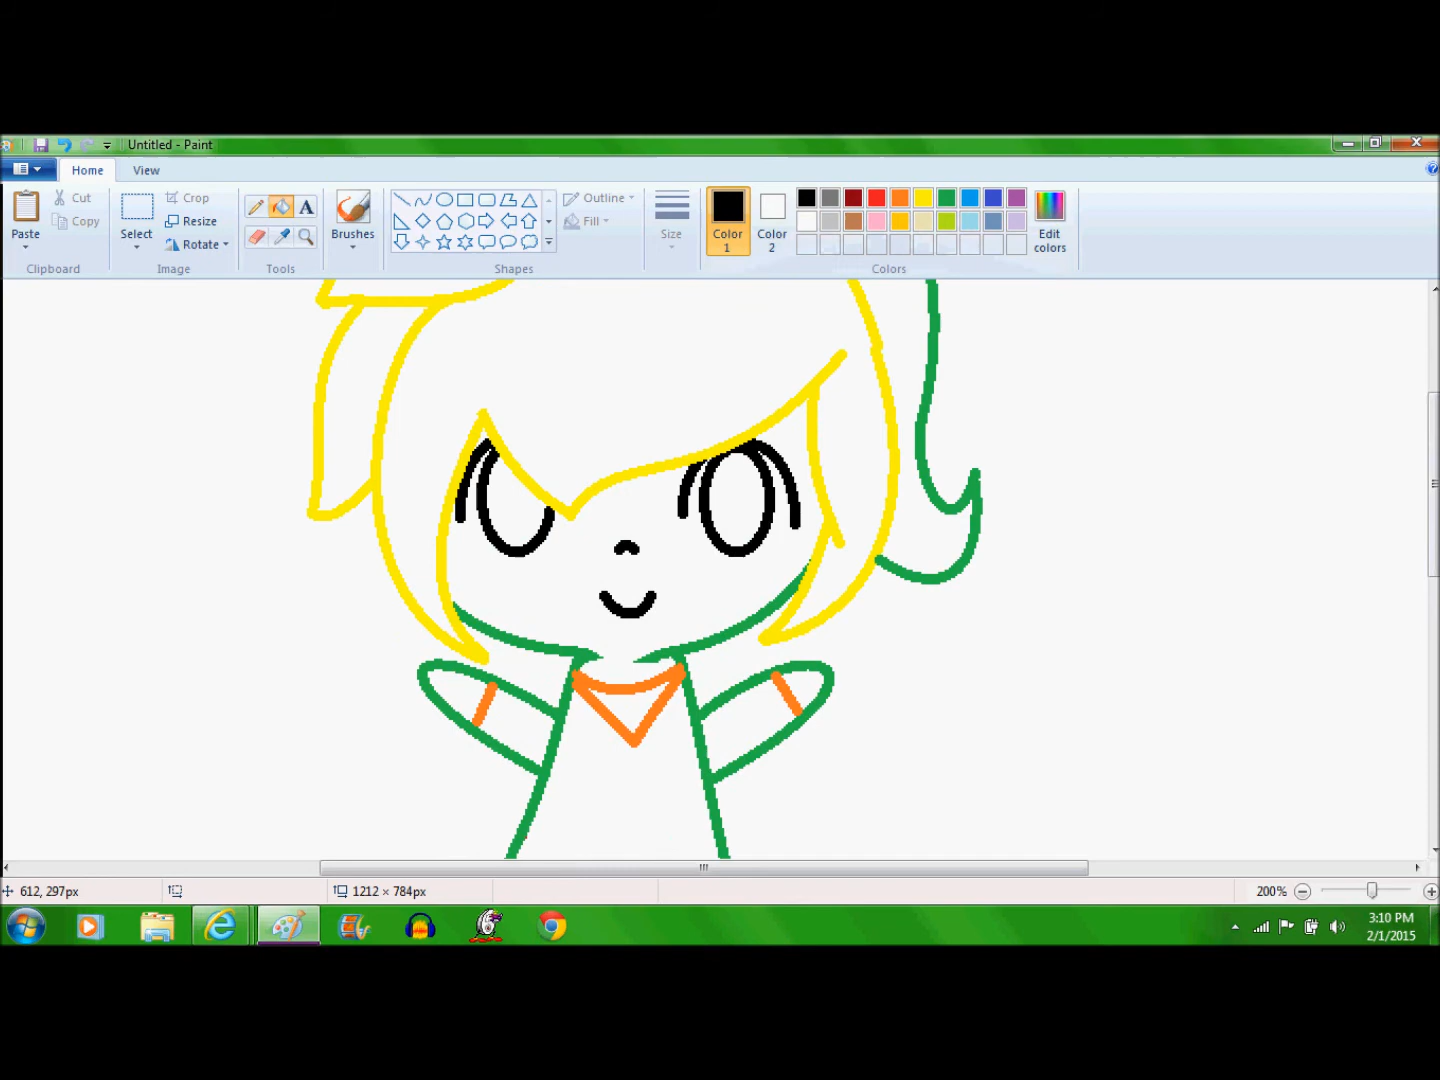 Untitled - Paint
Home View
Paste
Cut
Copy
Clipboard
Select
Crop
Resize
Rotate
Image
A
Tools
Brushes
Shapes
Outline
Fill
Size
Color 1
Color 2
Edit colors
Colors
612, 297px
1212 × 784px
200%
3:10 PM
2/1/2015